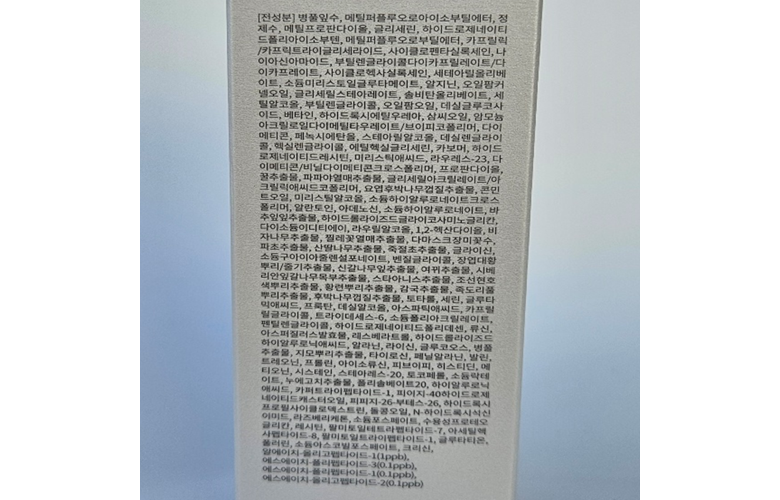 [전성분] 병풀잎수, 메틸퍼플루오로아이소부틸에터, 정
제수, 메틸프로판다이올, 글리세린, 하이드로제네이티
드폴리아이소부텐, 메틸퍼플루오로부틸에터, 카프릴릭
/카프릭트라이글리세라이드, 사이클로펜타실록세인, 나
이아신아마이드, 부틸렌글라이콜다이카프릴레이트/다
이카프레이트, 사이클로헥사실록세인, 세테아릴올리베
이트, 소듐미리스토일글루타메이트, 알지닌, 오일팜커
넬오일, 글리세릴스테아레이트, 솔비탄올리베이트, 세
틸알코올, 부틸렌글라이콜, 오일팜오일, 데실글루코사
이드, 베타인, 하이드록시에틸우레아, 삼씨오일, 암모늄
아크릴로일다이메틸타우레이트/브이피코폴리머, 다이
메티콘, 페녹시에탄올, 스테아릴알코올, 데실렌글라이
콜, 헥실렌글라이콜, 에틸헥실글리세린, 카보머, 하이드
로제네이티드레시틴, 미리스틱애씨드, 라우레스-23, 다
이메티콘/비닐다이메티콘크로스폴리머, 프로판다이올,
꿀추출물, 파파야열매추출물, 글리세릴아크릴레이트/아
크릴릭애씨드코폴리머, 요엽후박나무껍질추출물, 콘민
트오일, 미리스틸알코올, 소듐하이알루로네이트크로스
폴리머, 알란토인, 아데노신, 소듐하이알루로네이트, 바
추잎잎추출물, 하이드롤라이즈드글라이코사미노글리칸,
다이소듐이디티에이, 라우릴알코올, 1,2-헥산다이올, 비
자나무추출물, 찔레꽃열매추출물, 다마스크장미꽃수,
파초추출물, 산딸나무추출물, 죽절초추출물, 글라이신,
소듐구아이아줄렌설포네이트, 벤질글라이콜, 장엽대황
뿌리/줄기추출물, 신갈나무잎추출물, 여뀌추출물, 시베
리안잎갈나무목부추출물, 스타아니스추출물, 조선현호
색뿌리추출물, 황련뿌리추출물, 감국추출물, 족도리풀
뿌리추출물, 후박나무껍질추출물, 토타롤, 세린, 글루타
믹애씨드, 프룩탄, 데실알코올, 아스파틱애씨드, 카프릴
릴글라이콜, 트라이데세스-6, 소듐폴리아크릴레이트,
펜틸렌글라이콜, 하이드로제네이티드폴리데센, 류신,
아스퍼질러스발효물, 레스베라트롤, 하이드롤라이즈드
하이알루로닉애씨드, 알라닌, 라이신, 글루코오스, 병풀
추출물, 지모뿌리추출물, 타이로신, 페닐알라닌, 발린,
트레오닌, 프롤린, 아이소류신, 피브이피, 히스티딘, 메
티오닌, 시스테인, 스테아레스-20, 토코페롤, 소듐락테
이트, 누에고치추출물, 폴리솔베이트20, 하이알루로닉
애씨드, 카퍼트라이펩타이드-1, 피이지-40하이드로제
네이티드캐스터오일, 피피지-26-부테스-26, 하이드록시
프로필사이클로덱스트린, 돌콩오일, N-하이드록시석신
이미드, 라즈베리케톤, 소듐포스페이트, 수용성프로테오
글리칸, 레시틴, 팔미토일테트라펩타이드-7, 아세틸헥
사펩타이드-8, 팔미토일트라이펩타이드-1, 글루타티온,
풀러린, 소듐아스코빌포스페이트, 크리신,
알에이치-올리고펩타이드-1(1ppb),
에스에이치-폴리펩타이드-3(0.1ppb),
에스에이치-폴리펩타이드-1(0.1ppb),
에스에이치-올리고펩타이드-2(0.1ppb)